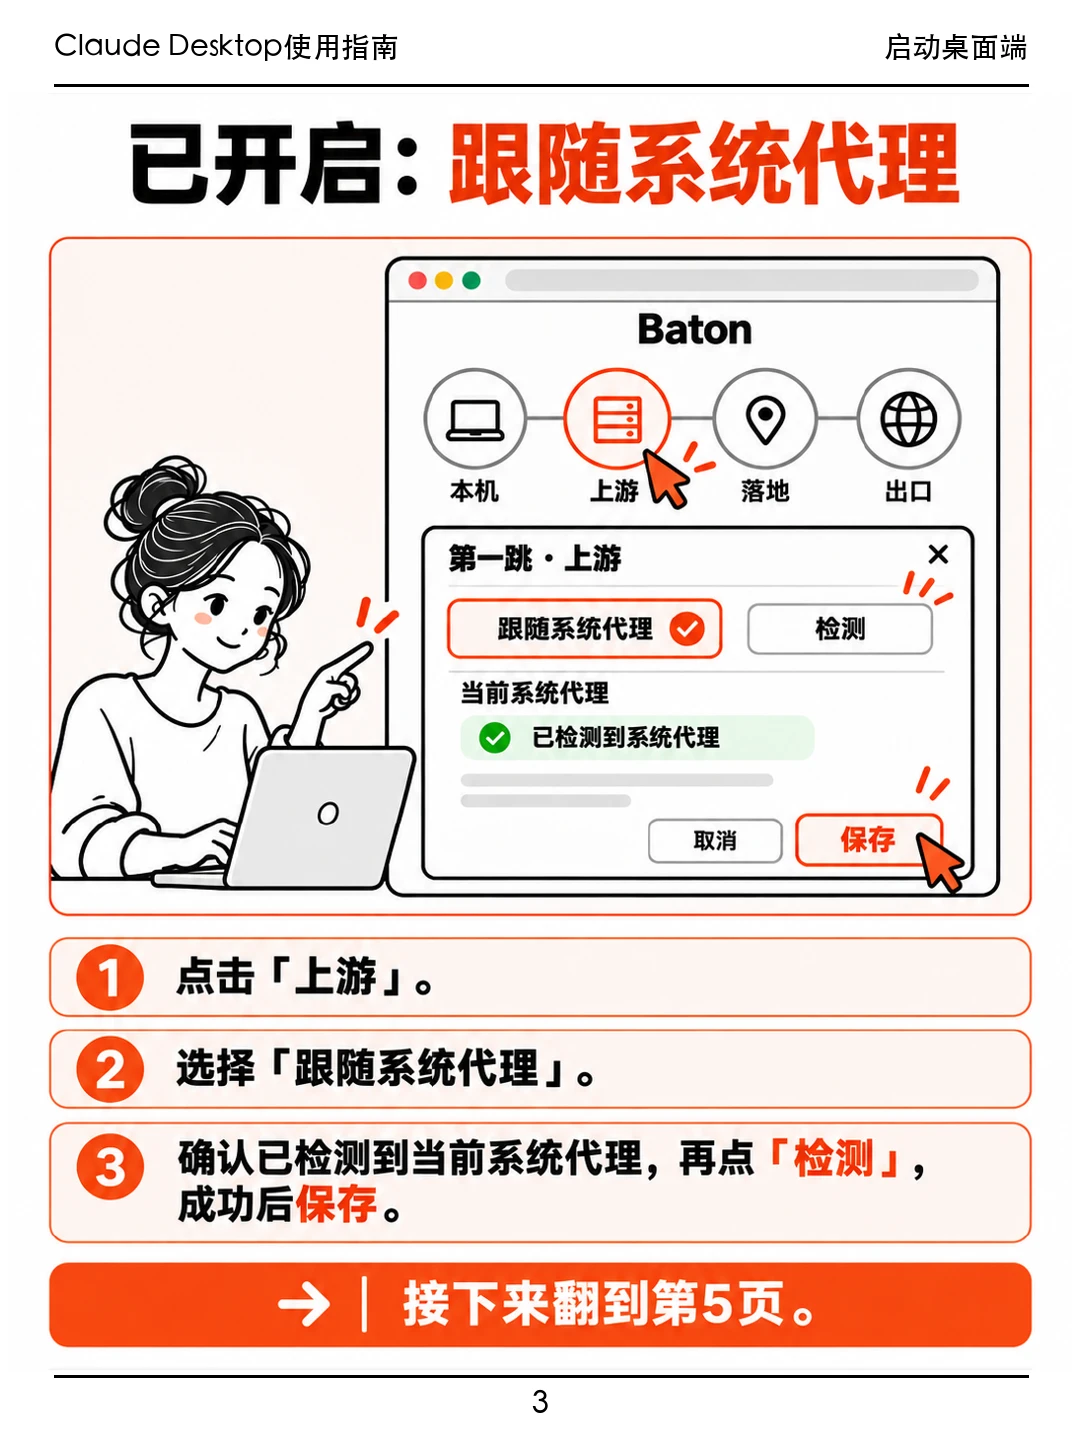 Claude Desktop使用指南
启动桌面端
已开启：跟随系统代理
Baton
本机
上游
落地
出口
第一跳·上游
跟随系统代理
检测
当前系统代理
已检测到系统代理
取消
保存
1
点击「上游」。
2
选择「跟随系统代理」。
3
确认已检测到当前系统代理，再点「检测」，
成功后保存。
接下来翻到第5页。
3